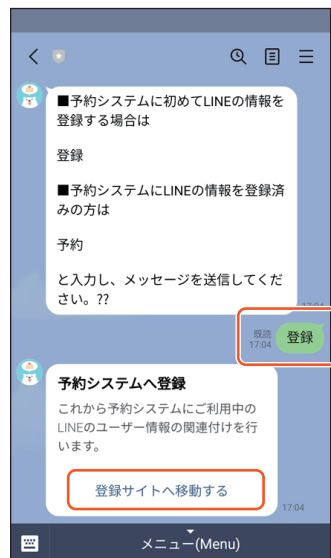 ■予約システムに初めてLINEの情報を
登録する場合は
登録
■予約システムにLINEの情報を登録済
みの方は
予約
と入力し、メッセージを送信してくだ
さい。??
17:04
既読
17:04
登録
予約システムへ登録
これから予約システムにご利用中の
LINEのユーザー情報の関連付けを行
います。
登録サイトへ移動する
17:04
メニュー(Menu)